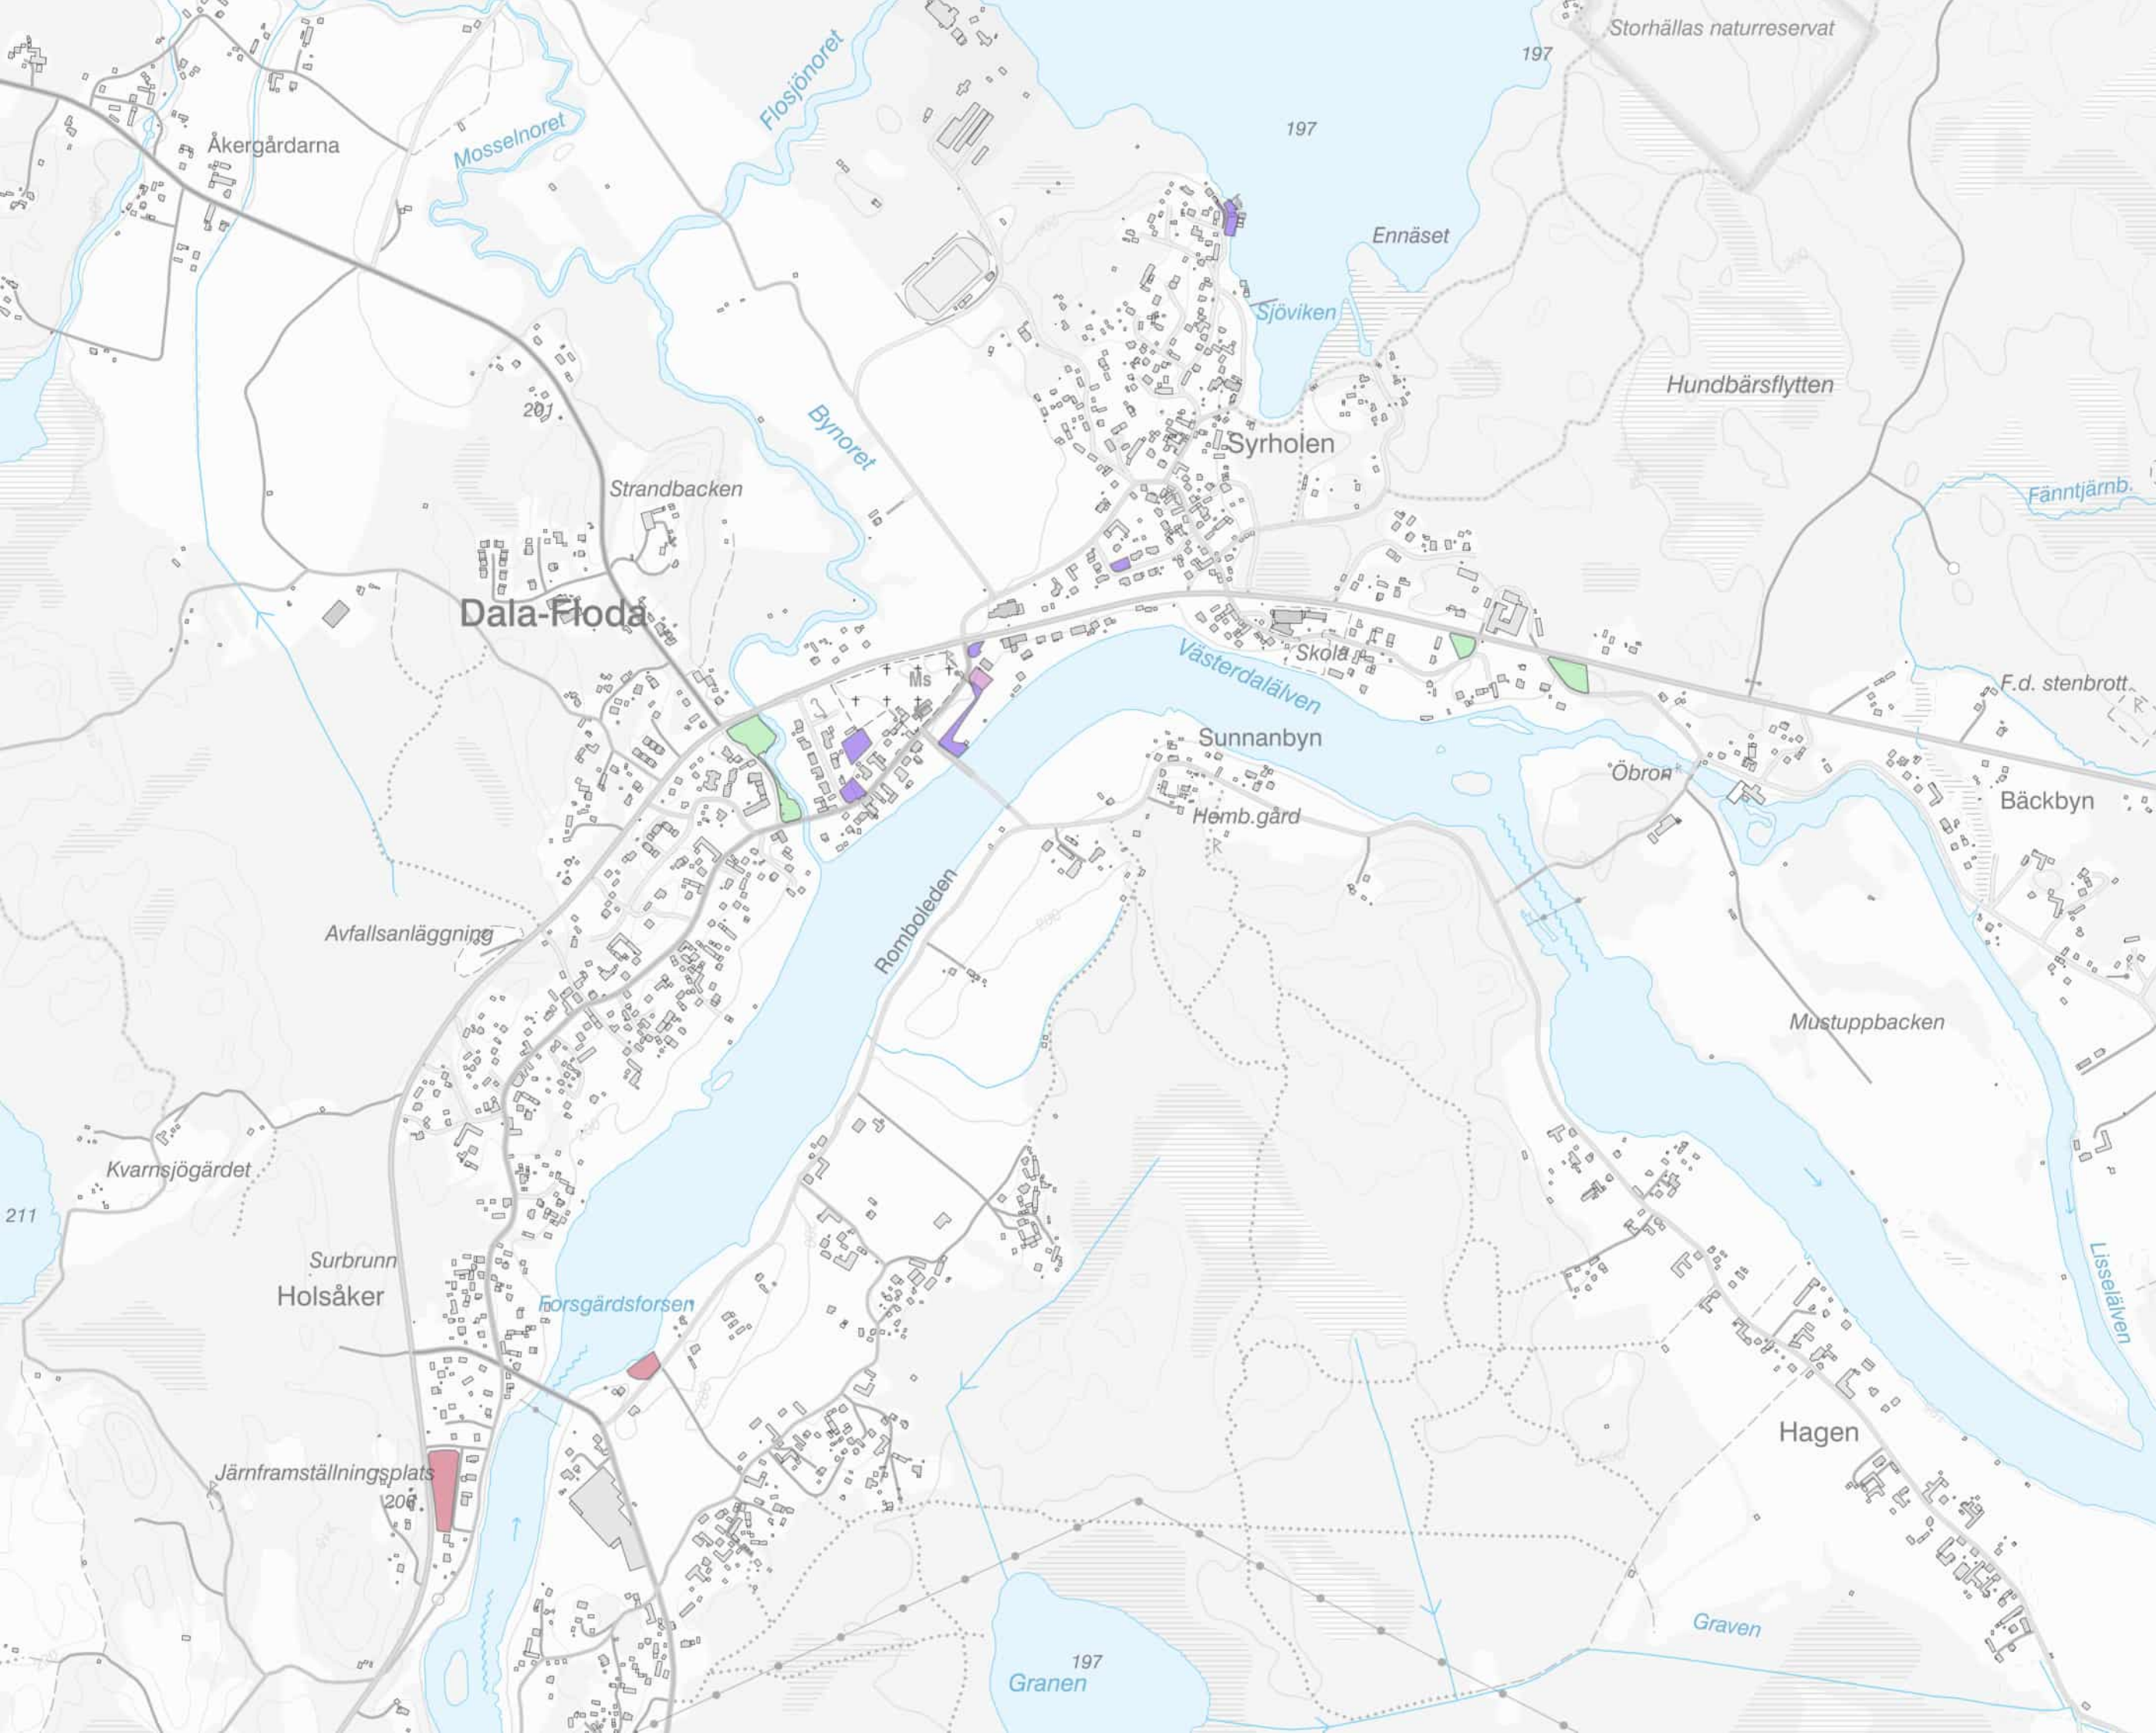 Storhällas naturreservat
197
Flosjönoret
197
Mosselnoret
Åkergårdarna
Ennäset
Sjöviken
Hundbärsflytten
201
Bynoret
Syrholen
Strandbacken
Fänntjärnb.
Dala-Floda
Skola
Ms
Västerdalälven
F.d. stenbrott
Sunnanbyn
Öbron
R
Bäckbyn
Hemb.gård
R
Romboleden
Avfallsanläggning
R
Mustuppbacken
Kvarnsjögärdet
211
Surbrunn
Holsåker
Forsgärdsforsen
Lisselälven
Hagen
Järnframställningsplats
206
R
Graven
197
Granen